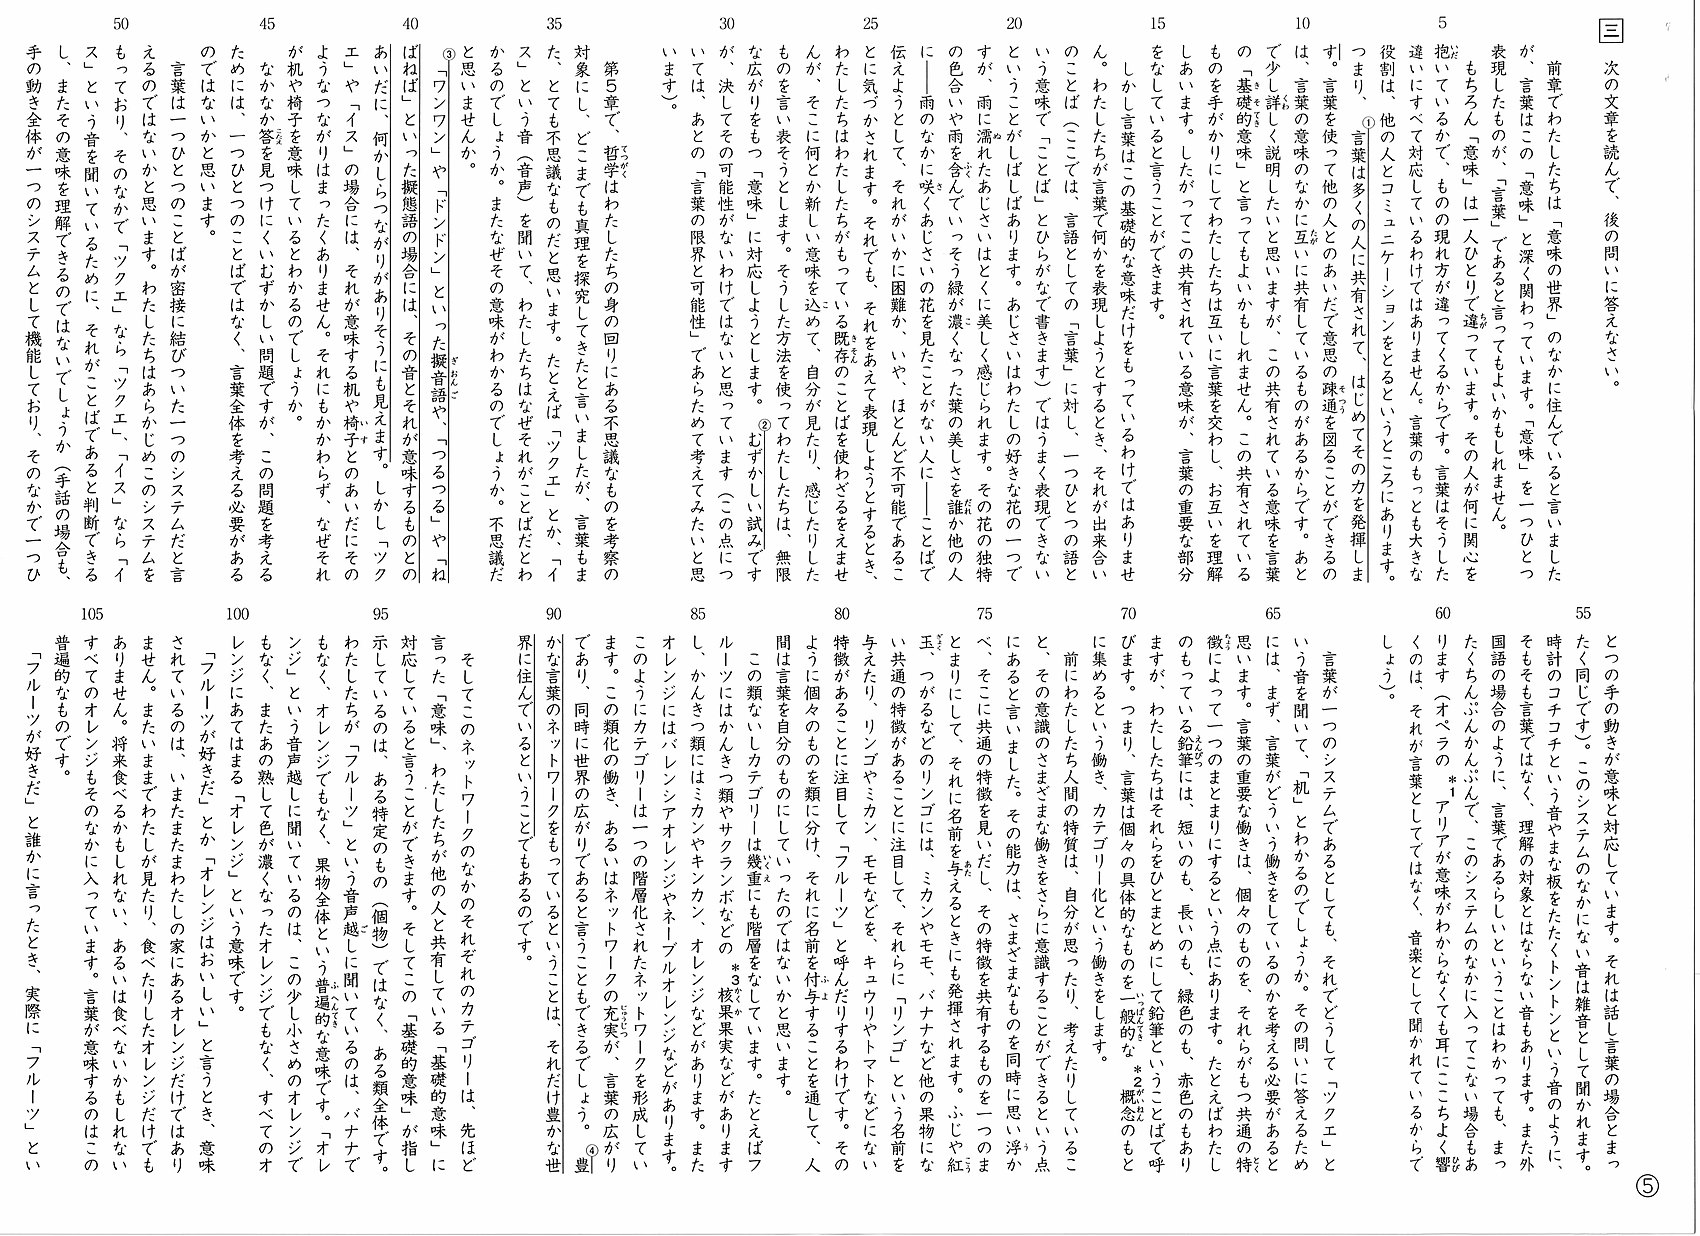 三　次の文章を読んで、後の問いに答えなさい。
　前章でわたしたちは「意味の世界」のなかに住んでいると言いました
が、言葉はこの「意味」と深く関わっています。「意味」を一つひとつ
表現したものが、「言葉」であると言ってもよいかもしれません。
　もちろん「意味」は一人ひとりで違っています。その人が何に関心を
抱いているかで、ものの現れ方が違ってくるからです。言葉はそうした
違いにすべて対応しているわけではありません。言葉のもっとも大きな
役割は、他の人とコミュニケーションをとるというところにあります。
つまり、①言葉は多くの人に共有されて、はじめてその力を発揮しま
す。言葉を使って他の人とのあいだで意思の疎通を図ることができるの
は、言葉の意味のなかに互いに共有しているものがあるからです。あと
で少し詳しく説明したいと思いますが、この共有されている意味を言葉
の「基礎的意味」と言ってもよいかもしれません。この共有されている
ものを手がかりにしてわたしたちは互いに言葉を交わし、お互いを理解
しあいます。したがってこの共有されている意味が、言葉の重要な部分
をなしていると言うことができます。
　しかし言葉はこの基礎的な意味だけをもっているわけではありませ
ん。わたしたちが言葉で何かを表現しようとするとき、それが出来合い
のことば（ここでは、言語としての「言葉」に対し、一つひとつの語と
いう意味で「ことば」とひらがなで書きます）ではうまく表現できない
ということがしばしばあります。あじさいはわたしの好きな花の一つで
すが、雨に濡れたあじさいはとくに美しく感じられます。その花の独特
の色合いや雨を含んでいっそう緑が濃くなった葉の美しさを誰か他の人
に――雨のなかに咲くあじさいの花を見たことがない人に――ことばで
伝えようとして、それがいかに困難か、いや、ほとんど不可能であるこ
とに気づかされます。それでも、それをあえて表現しようとするとき、
わたしたちはわたしたちがもっている既存のことばを使わざるをえませ
んが、そこに何とか新しい意味を込めて、自分が見たり、感じたりした
ものを言い表そうとします。そうした方法を使ってわたしたちは、無限
な広がりをもつ「意味」に対応しようとします。②むずかしい試みです
が、決してその可能性がないわけではないと思っています（この点につ
いては、あとの「言葉の限界と可能性」であらためて考えてみたいと思
います）。
　第5章で、哲学はわたしたちの身の回りにある不思議なものを考察の
対象にし、どこまでも真理を探究してきたと言いましたが、言葉もま
た、とても不思議なものだと思います。たとえば「ツクエ」とか、「イ
ス」という音（音声）を聞いて、わたしたちはなぜそれがことばだとわ
かるのでしょうか。またなぜその意味がわかるのでしょうか。不思議だ
と思いませんか。
　③「ワンワン」や「ドンドン」といった擬音語や、「つるつる」や「ね
ばねば」といった擬態語の場合には、その音とそれが意味するものとの
あいだに、何かしらつながりがありそうにも見えます。しかし「ツク
エ」や「イス」の場合には、それが意味する机や椅子とのあいだにその
ようなつながりはまったくありません。それにもかかわらず、なぜそれ
が机や椅子を意味しているとわかるのでしょうか。
　なかなか答を見つけにくいむずかしい問題ですが、この問題を考える
ためには、一つひとつのことばではなく、言葉全体を考える必要がある
のではないかと思います。
　言葉は一つひとつのことばが密接に結びついた一つのシステムだと言
えるのではないかと思います。わたしたちはあらかじめこのシステムを
もっており、そのなかで「ツクエ」なら「ツクエ」、「イス」なら「イ
ス」という音を聞いているために、それがことばであると判断できる
し、またその意味を理解できるのではないでしょうか（手話の場合も、
手の動き全体が一つのシステムとして機能しており、そのなかで一つひ
とつの手の動きが意味と対応しています。それは話し言葉の場合とまっ
たく同じです）。このシステムのなかにない音は雑音として聞かれます。
時計のコチコチという音やまな板をたたくトントンという音のように、
そもそも言葉ではなく、理解の対象とはならない音もあります。また外
国語の場合のように、言葉であるらしいということはわかっても、まっ
たくちんぷんかんぷんで、このシステムのなかに入ってこない場合もあ
ります（オペラの＊1アリアが意味がわからなくても耳にここちよく響
くのは、それが言葉としてではなく、音楽として聞かれているからで
しょう）。
　言葉が一つのシステムであるとしても、それでどうして「ツクエ」と
いう音を聞いて、「机」とわかるのでしょうか。その問いに答えるため
には、まず、言葉がどういう働きをしているのかを考える必要があると
思います。言葉の重要な働きは、個々のものを、それらがもつ共通の特
徴によって一つのまとまりにするという点にあります。たとえばわたし
のもっている鉛筆には、短いのも、長いのも、緑色のも、赤色のもあり
ますが、わたしたちはそれらをひとまとめにして鉛筆ということばで呼
びます。つまり、言葉は個々の具体的なものを一般的な＊2概念のもと
に集めるという働き、カテゴリー化という働きをします。
　前にわたしたち人間の特質は、自分が思ったり、考えたりしているこ
と、その意識のさまざまな働きをさらに意識することができるという点
にあると言いました。その能力は、さまざまなものを同時に思い浮か
べ、そこに共通の特徴を見いだし、その特徴を共有するものを一つのま
とまりにして、それに名前を与えるときにも発揮されます。ふじや紅
玉、つがるなどのリンゴには、ミカンやモモ、バナナなど他の果物にな
い共通の特徴があることに注目して、それらに「リンゴ」という名前を
与えたり、リンゴやミカン、モモなどを、キュウリやトマトなどにない
特徴があることに注目して「フルーツ」と呼んだりするわけです。その
ように個々のものを類に分け、それに名前を付与することを通して、人
間は言葉を自分のものにしていったのではないかと思います。
　この類ないしカテゴリーは幾重にも階層をなしています。たとえばフ
ルーツにはかんきつ類やサクランボなどの＊3核果果実などがあります
し、かんきつ類にはミカンやキンカン、オレンジなどがあります。また
オレンジにはバレンシアオレンジやネーブルオレンジなどがあります。
このようにカテゴリーは一つの階層化されたネットワークを形成してい
ます。この類化の働き、あるいはネットワークの充実が、言葉の広がり
であり、同時に世界の広がりであると言うこともできるでしょう。④豊
かな言葉のネットワークをもっているということは、それだけ豊かな世
界に住んでいるということでもあるのです。
　そしてこのネットワークのなかのそれぞれのカテゴリーは、先ほど
言った「意味」、わたしたちが他の人と共有している「基礎的意味」に
対応していると言うことができます。そしてこの「基礎的意味」が指し
示しているのは、ある特定のもの（個物）ではなく、ある類全体です。
わたしたちが「フルーツ」という音声越しに聞いているのは、バナナで
もなく、オレンジでもなく、果物全体という普遍的な意味です。「オレ
ンジ」という音声越しに聞いているのは、この少し小さめのオレンジで
もなく、またあの熟して色が濃くなったオレンジでもなく、すべてのオ
レンジにあてはまる「オレンジ」という意味です。
　「フルーツが好きだ」とか「オレンジはおいしい」と言うとき、意味
されているのは、いまたまたまわたしの家にあるオレンジだけではあり
ません。またいままでわたしが見たり、食べたりしたオレンジだけでも
ありません。将来食べるかもしれない、あるいは食べないかもしれない
すべてのオレンジもそのなかに入っています。言葉が意味するのはこの
普遍的なものです。
　「フルーツが好きだ」と誰かに言ったとき、実際に「フルーツ」とい
5
10
15
20
25
30
35
40
45
50
55
60
65
70
75
80
85
90
95
100
105
⑤